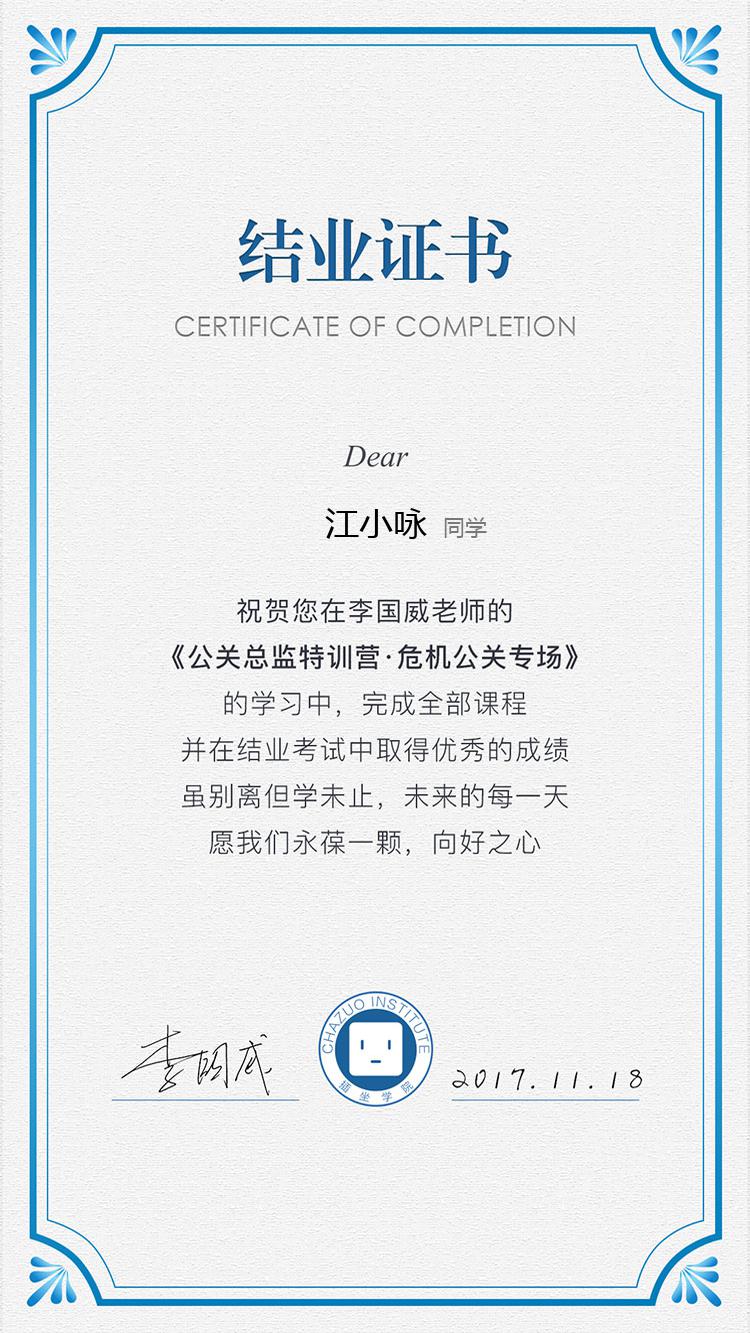 结业证书
CERTIFICATE OF COMPLETION
Dear
江小咏 同学
祝贺您在李国威老师的
《公关总监特训营·危机公关专场》
的学习中，完成全部课程
并在结业考试中取得优秀的成绩
虽别离但学未止，未来的每一天
愿我们永葆一颗，向好之心
李国威
CHAZUO INSTITUTE
插坐学院
2017.11.18